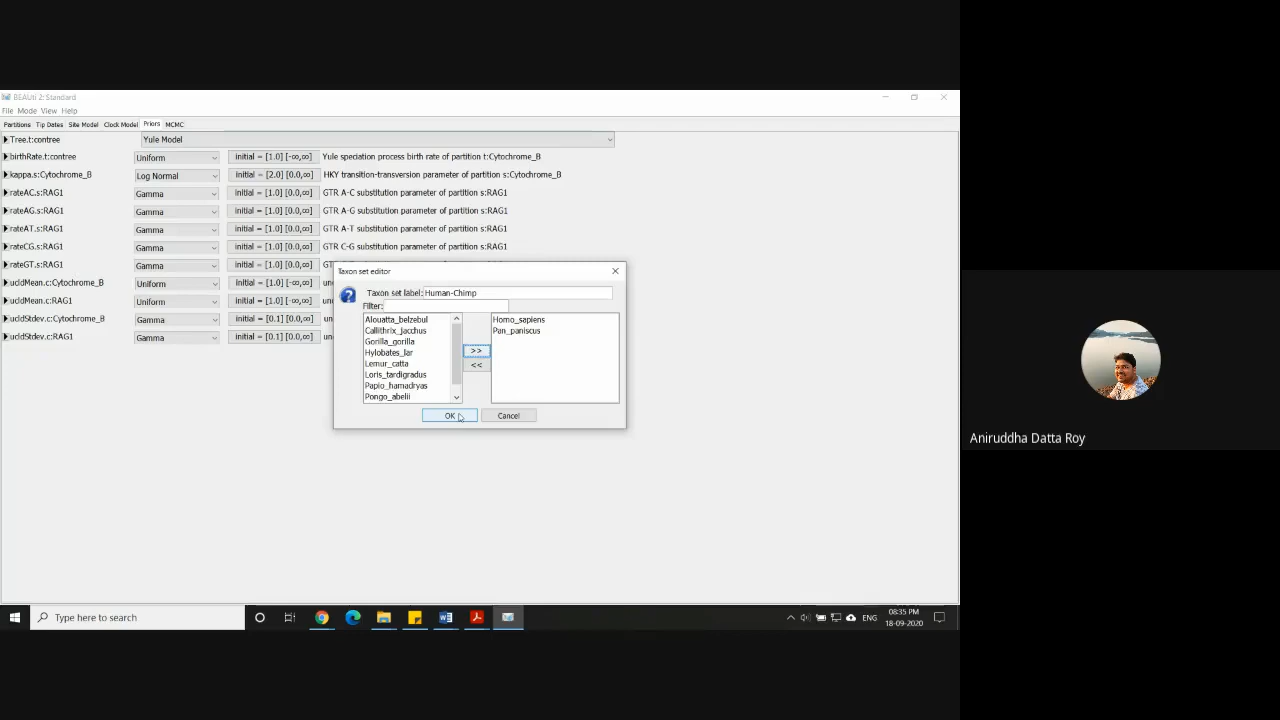 BEAUti 2: Standard
File Mode View Help
Partitions Tip Dates Site Model Clock Model Priors MCMC
Tree.t:contree Yule Model
birthRate.t:contree Uniform initial = [1.0] [-∞,∞] Yule speciation process birth rate of partition t:Cytochrome_B
kappa.s:Cytochrome_B Log Normal initial = [2.0] [0.0,∞] HKY transition-transversion parameter of partition s:Cytochrome_B
rateAC.s:RAG1 Gamma initial = [1.0] [0.0,∞] GTR A-C substitution parameter of partition s:RAG1
rateAG.s:RAG1 Gamma initial = [1.0] [0.0,∞] GTR A-G substitution parameter of partition s:RAG1
rateAT.s:RAG1 Gamma initial = [1.0] [0.0,∞] GTR A-T substitution parameter of partition s:RAG1
rateCG.s:RAG1 Gamma initial = [1.0] [0.0,∞] GTR C-G substitution parameter of partition s:RAG1
rateGT.s:RAG1 Gamma initial = [1.0] [0.0,∞]
ucldMean.c:Cytochrome_B Uniform initial = [1.0] [-∞,∞] un
ucldMean.c:RAG1 Uniform initial = [1.0] [-∞,∞] un
ucldStdev.c:Cytochrome_B Gamma initial = [0.1] [0.0,∞] un
ucldStdev.c:RAG1 Gamma initial = [0.1] [0.0,∞] un
Taxon set editor
Taxon set label: Human-Chimp
Filter:
Alouatta_belzebul
Callithrix_jacchus
Gorilla_gorilla
Hylobates_lar
Lemur_catta
Loris_tardigradus
Papio_hamadryas
Pongo_abelii
>>
<<
Homo_sapiens
Pan_paniscus
OK Cancel
Aniruddha Datta Roy
Type here to search
ENG
08:35 PM
18-09-2020